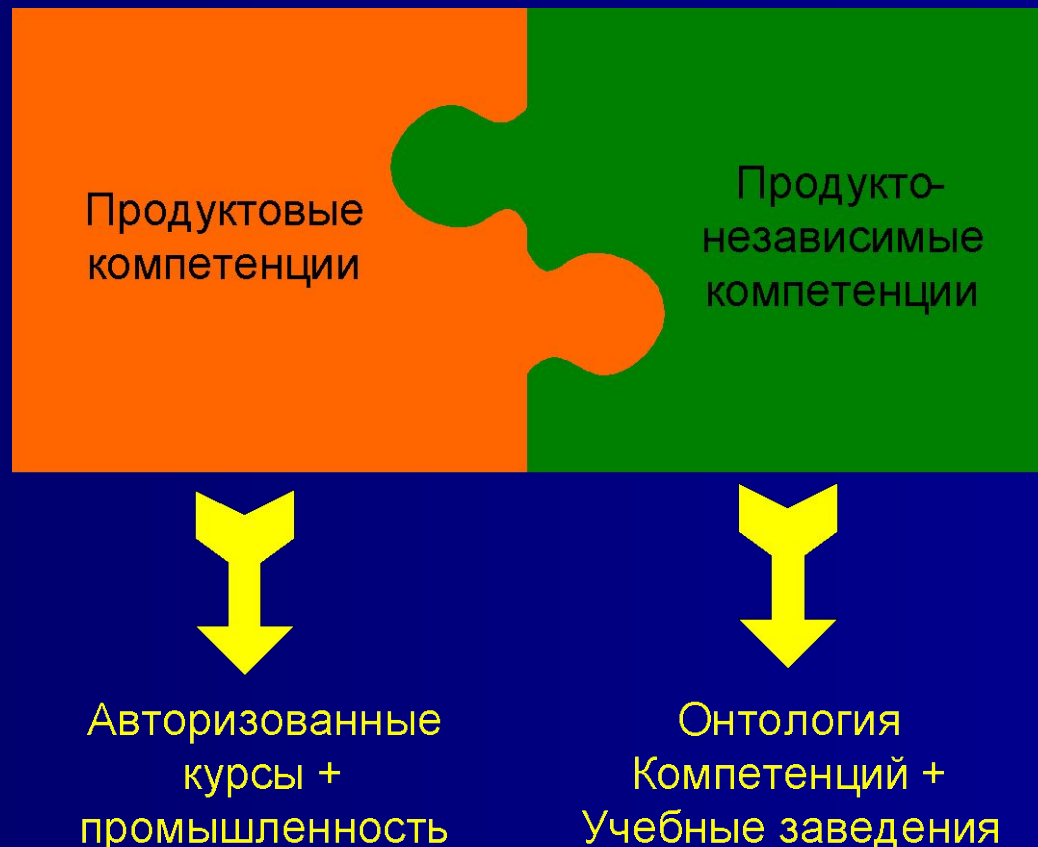 Продуктовые
компетенции
Продукто-
независимые
компетенции
Авторизованные
курсы +
промышленность
Онтология
Компетенций +
Учебные заведения